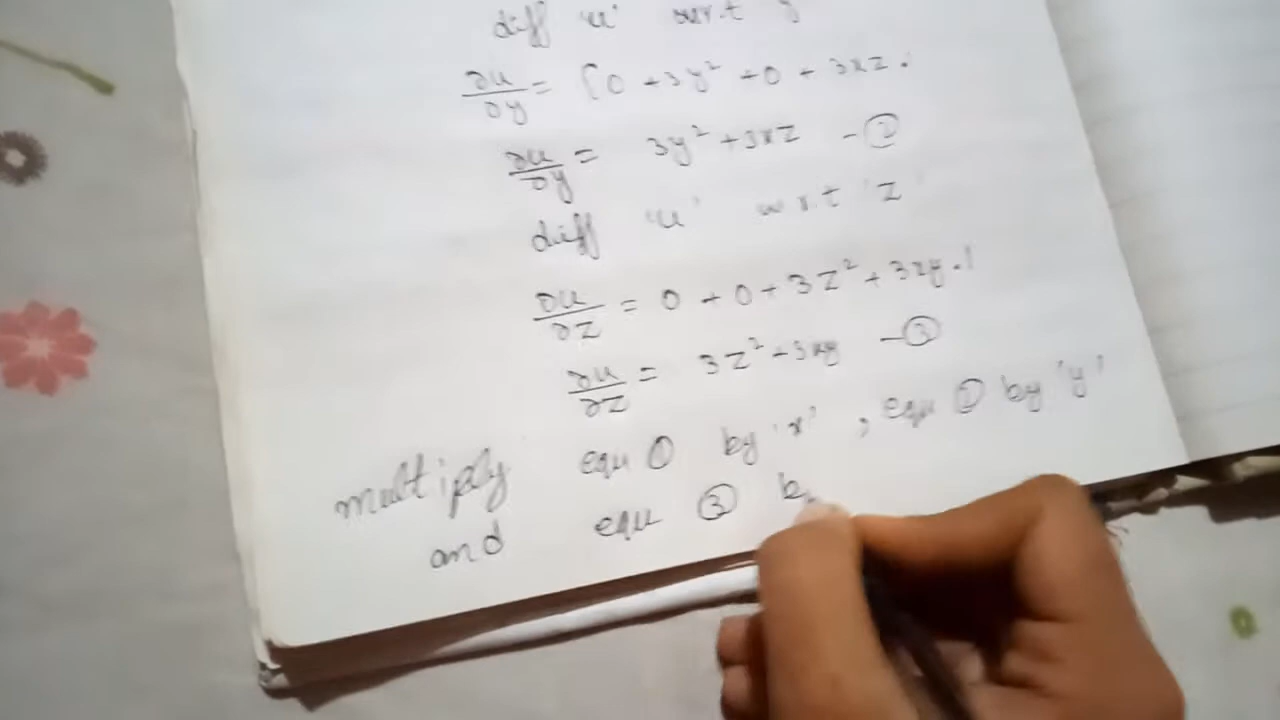 diff 'u' w.r.t y
∂u/∂y = [0 + 3y² + 0 + 3xz.
∂u/∂y = 3y² + 3xz - ②
diff 'u' w.r.t 'z'
∂u/∂z = 0 + 0 + 3z² + 3xy.1
∂u/∂z = 3z² + 3xy - ③
multiply equ ① by 'x', equ ② by 'y'
and equ ③ by